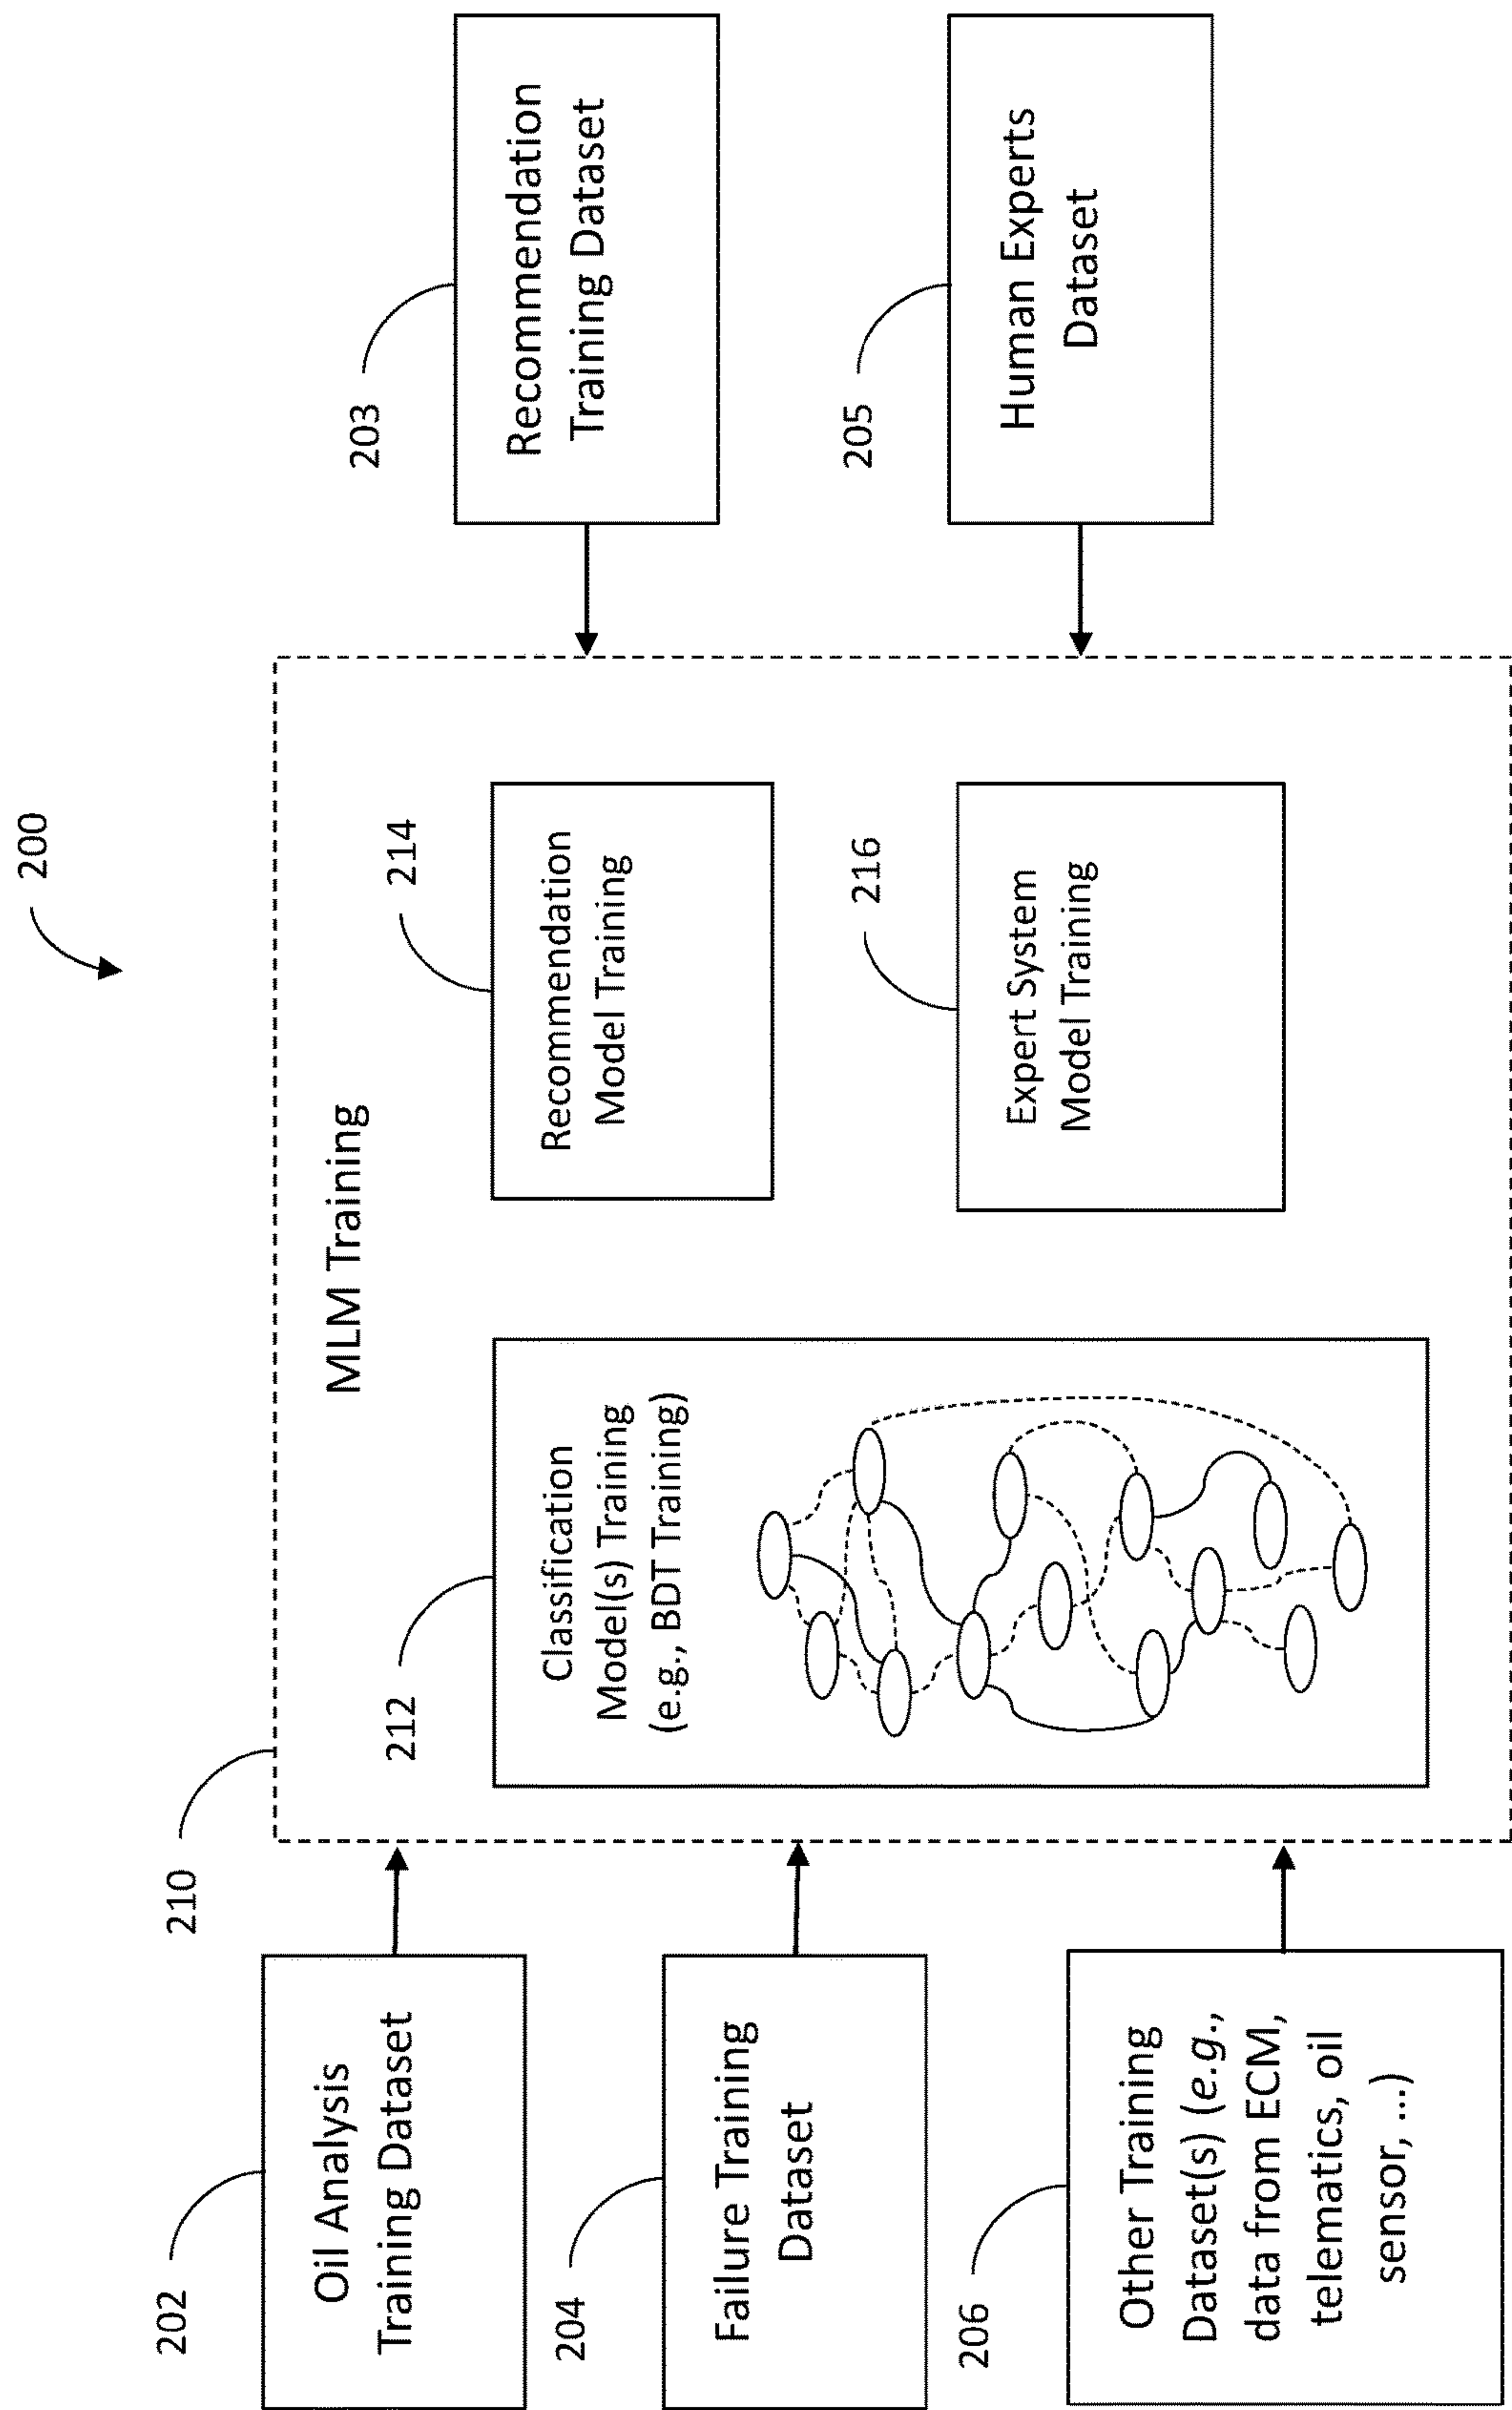 200
210
MLM Training
202
Oil Analysis
Training Dataset
204
Failure Training
Dataset
206
Other Training
Dataset(s) (e.g.,
data from ECM,
telematics, oil
sensor, ...)
212
Classification
Model(s) Training
(e.g., BDT Training)
214
Recommendation
Model Training
216
Expert System
Model Training
203
Recommendation
Training Dataset
205
Human Experts
Dataset